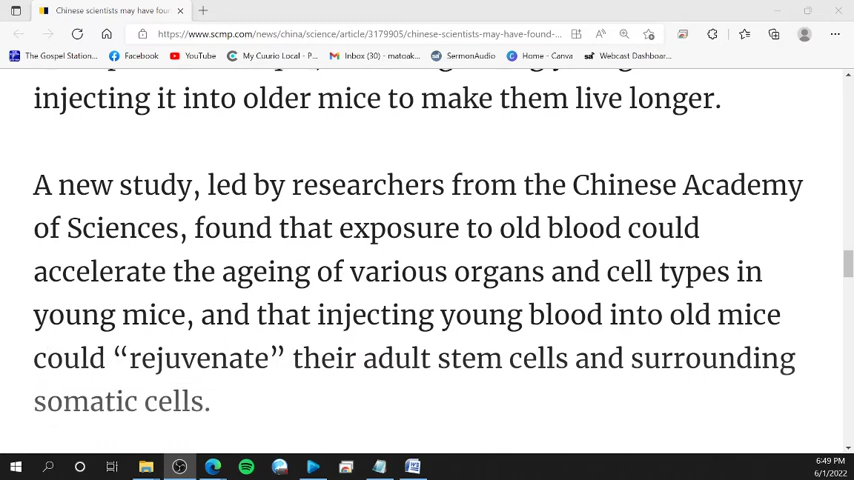 Chinese scientists may have foun
https://www.scmp.com/news/china/science/article/3179905/chinese-scientists-may-have-found-...
The Gospel Station...
Facebook
YouTube
My Cuurio Local - P...
Inbox (30) - matoak...
SermonAudio
Home - Canva
Webcast Dashboar...
injecting it into older mice to make them live longer.
A new study, led by researchers from the Chinese Academy
of Sciences, found that exposure to old blood could
accelerate the ageing of various organs and cell types in
young mice, and that injecting young blood into old mice
could “rejuvenate” their adult stem cells and surrounding
somatic cells.
6:49 PM
6/1/2022